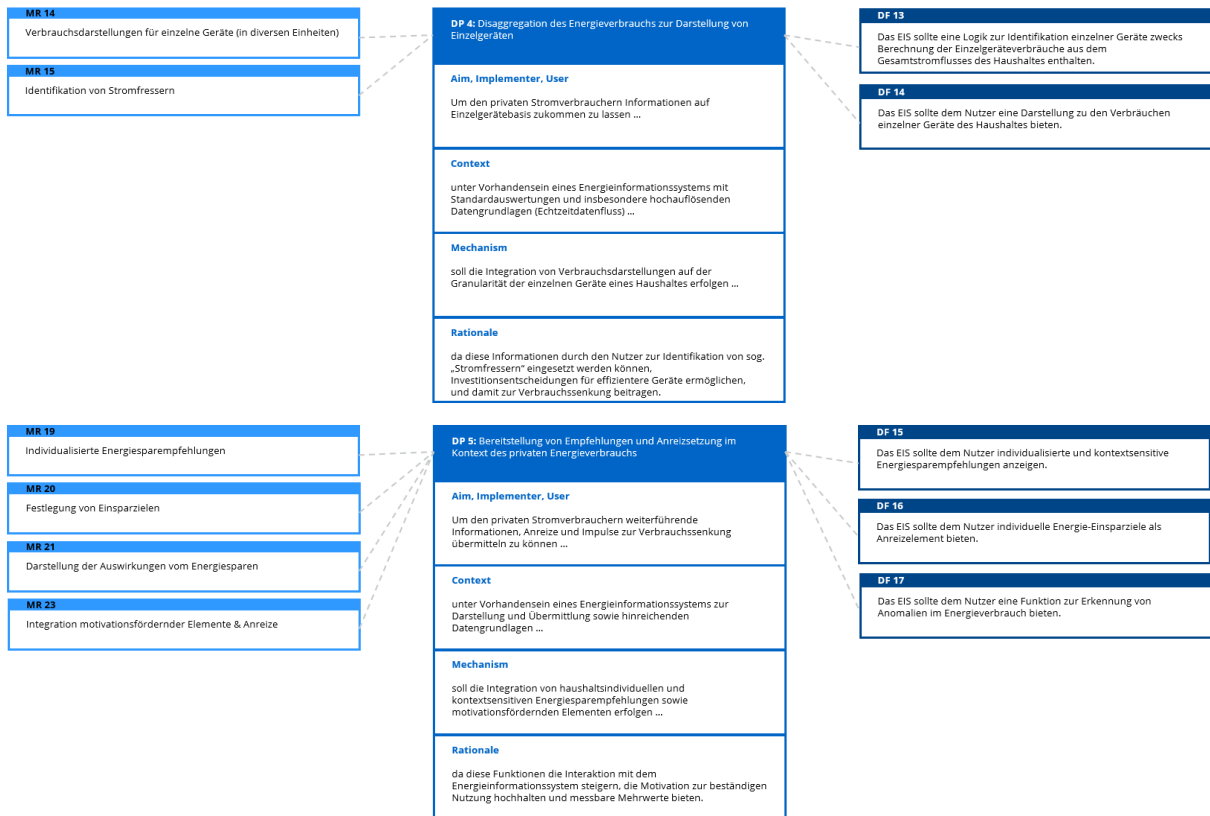 MR 14
Verbrauchsdarstellungen für einzelne Geräte (in diversen Einheiten)
MR 15
Identifikation von Stromfressern
DP 4: Disaggregation des Energieverbrauchs zur Darstellung von
Einzelgeräten
Aim, Implementer, User
Um den privaten Stromverbrauchern Informationen auf
Einzelgerätebasis zukommen zu lassen ...
Context
unter Vorhandensein eines Energieinformationssystems mit
Standardauswertungen und insbesondere hochauflösenden
Datengrundlagen (Echtzeitdatenfluss) ...
Mechanism
soll die Integration von Verbrauchsdarstellungen auf der
Granularität der einzelnen Geräte eines Haushaltes erfolgen ...
Rationale
da diese Informationen durch den Nutzer zur Identifikation von sog.
„Stromfressern“ eingesetzt werden können,
Investitionsentscheidungen für effizientere Geräte ermöglichen,
und damit zur Verbrauchssenkung beitragen.
DF 13
Das EIS sollte eine Logik zur Identifikation einzelner Geräte zwecks
Berechnung der Einzelgeräteverbräuche aus dem
Gesamtstromflusses des Haushaltes enthalten.
DF 14
Das EIS sollte dem Nutzer eine Darstellung zu den Verbräuchen
einzelner Geräte des Haushaltes bieten.
MR 19
Individualisierte Energiesparempfehlungen
MR 20
Festlegung von Einsparzielen
MR 21
Darstellung der Auswirkungen vom Energiesparen
MR 23
Integration motivationsfördernder Elemente & Anreize
DP 5: Bereitstellung von Empfehlungen und Anreizsetzung im
Kontext des privaten Energieverbrauchs
Aim, Implementer, User
Um den privaten Stromverbrauchern weiterführende
Informationen, Anreize und Impulse zur Verbrauchssenkung
übermitteln zu können ...
Context
unter Vorhandensein eines Energieinformationssystems zur
Darstellung und Übermittlung sowie hinreichenden
Datengrundlagen ...
Mechanism
soll die Integration von haushaltsindividuellen und
kontextsensitiven Energiesparempfehlungen sowie
motivationsfördernden Elementen erfolgen ...
Rationale
da diese Funktionen die Interaktion mit dem
Energieinformationssystem steigern, die Motivation zur beständigen
Nutzung hochhalten und messbare Mehrwerte bieten.
DF 15
Das EIS sollte dem Nutzer individualisierte und kontextsensitive
Energiesparempfehlungen anzeigen.
DF 16
Das EIS sollte dem Nutzer individuelle Energie-Einsparziele als
Anreizelement bieten.
DF 17
Das EIS sollte dem Nutzer eine Funktion zur Erkennung von
Anomalien im Energieverbrauch bieten.